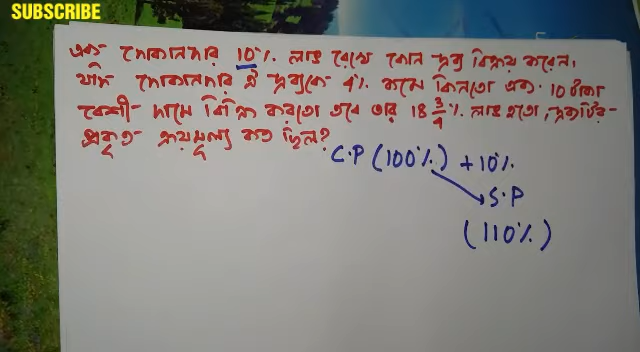 SUBSCRIBE
এক দোকানদার 10% লাভ রেখে কোন দ্রব্য বিক্রয় করেন,
যদি দোকানদার ঐ দ্রব্যকে 4% কমে কিনতো এবং 10 টাকা
বেশী দামে বিক্রি করতো তবে তার 18 3/4 % লাভ হতো, দ্রব্যটির
প্রকৃত ক্রয়মূল্য কত ছিল?
C.P (100%) + 10%
S.P
(110%)